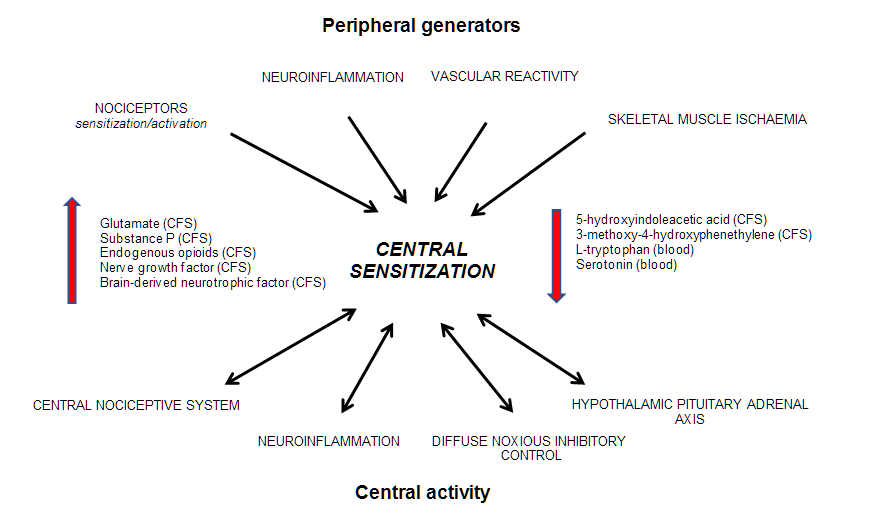 Peripheral generators
NEUROINFLAMMATION
VASCULAR REACTIVITY
NOCICEPTORS
sensitization/activation
SKELETAL MUSCLE ISCHAEMIA
Glutamate (CFS)
Substance P (CFS)
Endogenous opioids (CFS)
Nerve growth factor (CFS)
Brain-derived neurotrophic factor (CFS)
CENTRAL
SENSITIZATION
5-hydroxyindoleacetic acid (CFS)
3-methoxy-4-hydroxyphenethylene (CFS)
L-tryptophan (blood)
Serotonin (blood)
CENTRAL NOCICEPTIVE SYSTEM
NEUROINFLAMMATION
DIFFUSE NOXIOUS INHIBITORY
CONTROL
HYPOTHALAMIC PITUITARY ADRENAL
AXIS
Central activity